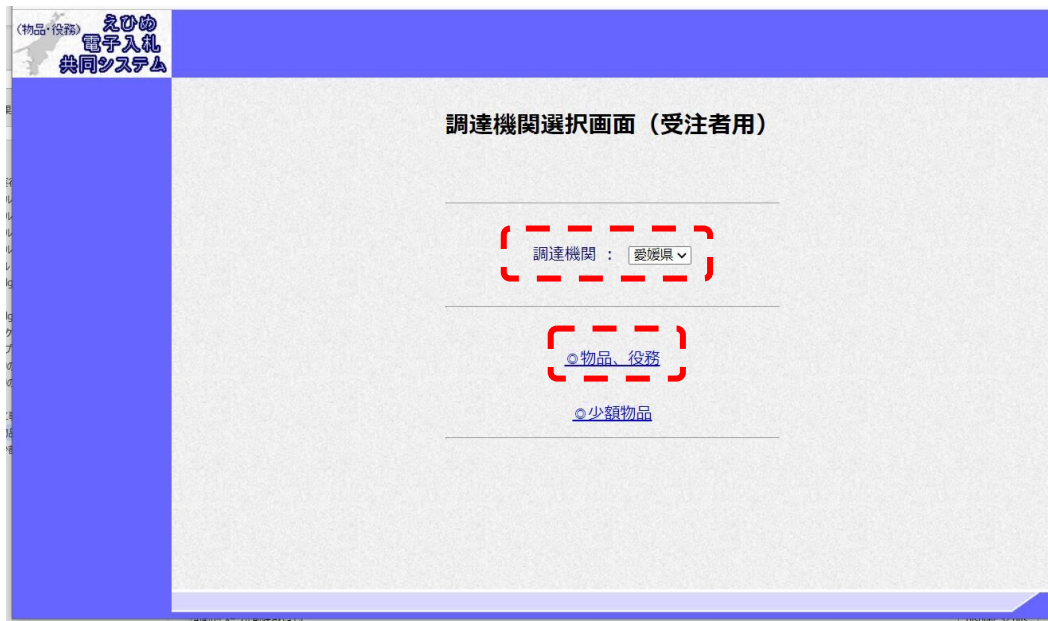 (物品・役務) えひめ
電子入札
共同システム
調達機関選択画面（受注者用）
調達機関 ： 愛媛県
◎物品、役務
◎少額物品